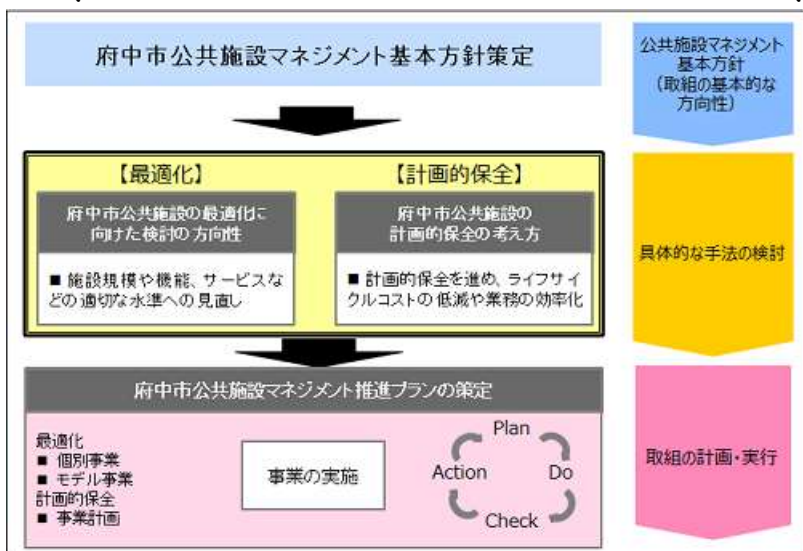 府中市公共施設マネジメント基本方針策定
公共施設マネジメント
基本方針
（取組の基本的な
方向性）
【最適化】
府中市公共施設の最適化に
向けた検討の方向性
■ 施設規模や機能、サービスな
どの適切な水準への見直し
【計画的保全】
府中市公共施設の
計画的保全の考え方
■ 計画的保全を進め、ライフサイ
クルコストの低減や業務の効率化
具体的な手法の検討
府中市公共施設マネジメント推進プランの策定
最適化
■ 個別事業
■ モデル事業
計画的保全
■ 事業計画
事業の実施
Plan
Action
Do
Check
取組の計画・実行